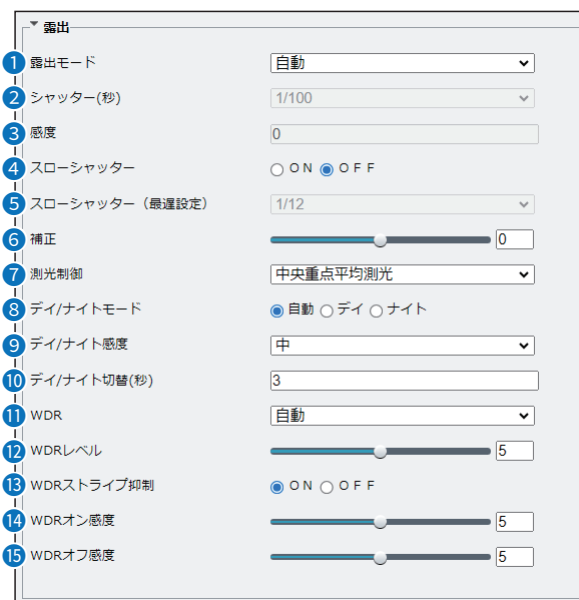 露出
1 露出モード 自動
2 シャッター(秒) 1/100
3 感度 0
4 スローシャッター ON OFF
5 スローシャッター（最遅設定） 1/12
6 補正 0
7 測光制御 中央重点平均測光
8 デイ/ナイトモード 自動 デイ ナイト
9 デイ/ナイト感度 中
10 デイ/ナイト切替(秒) 3
11 WDR 自動
12 WDRレベル 5
13 WDRストライプ抑制 ON OFF
14 WDRオン感度 5
15 WDRオフ感度 5